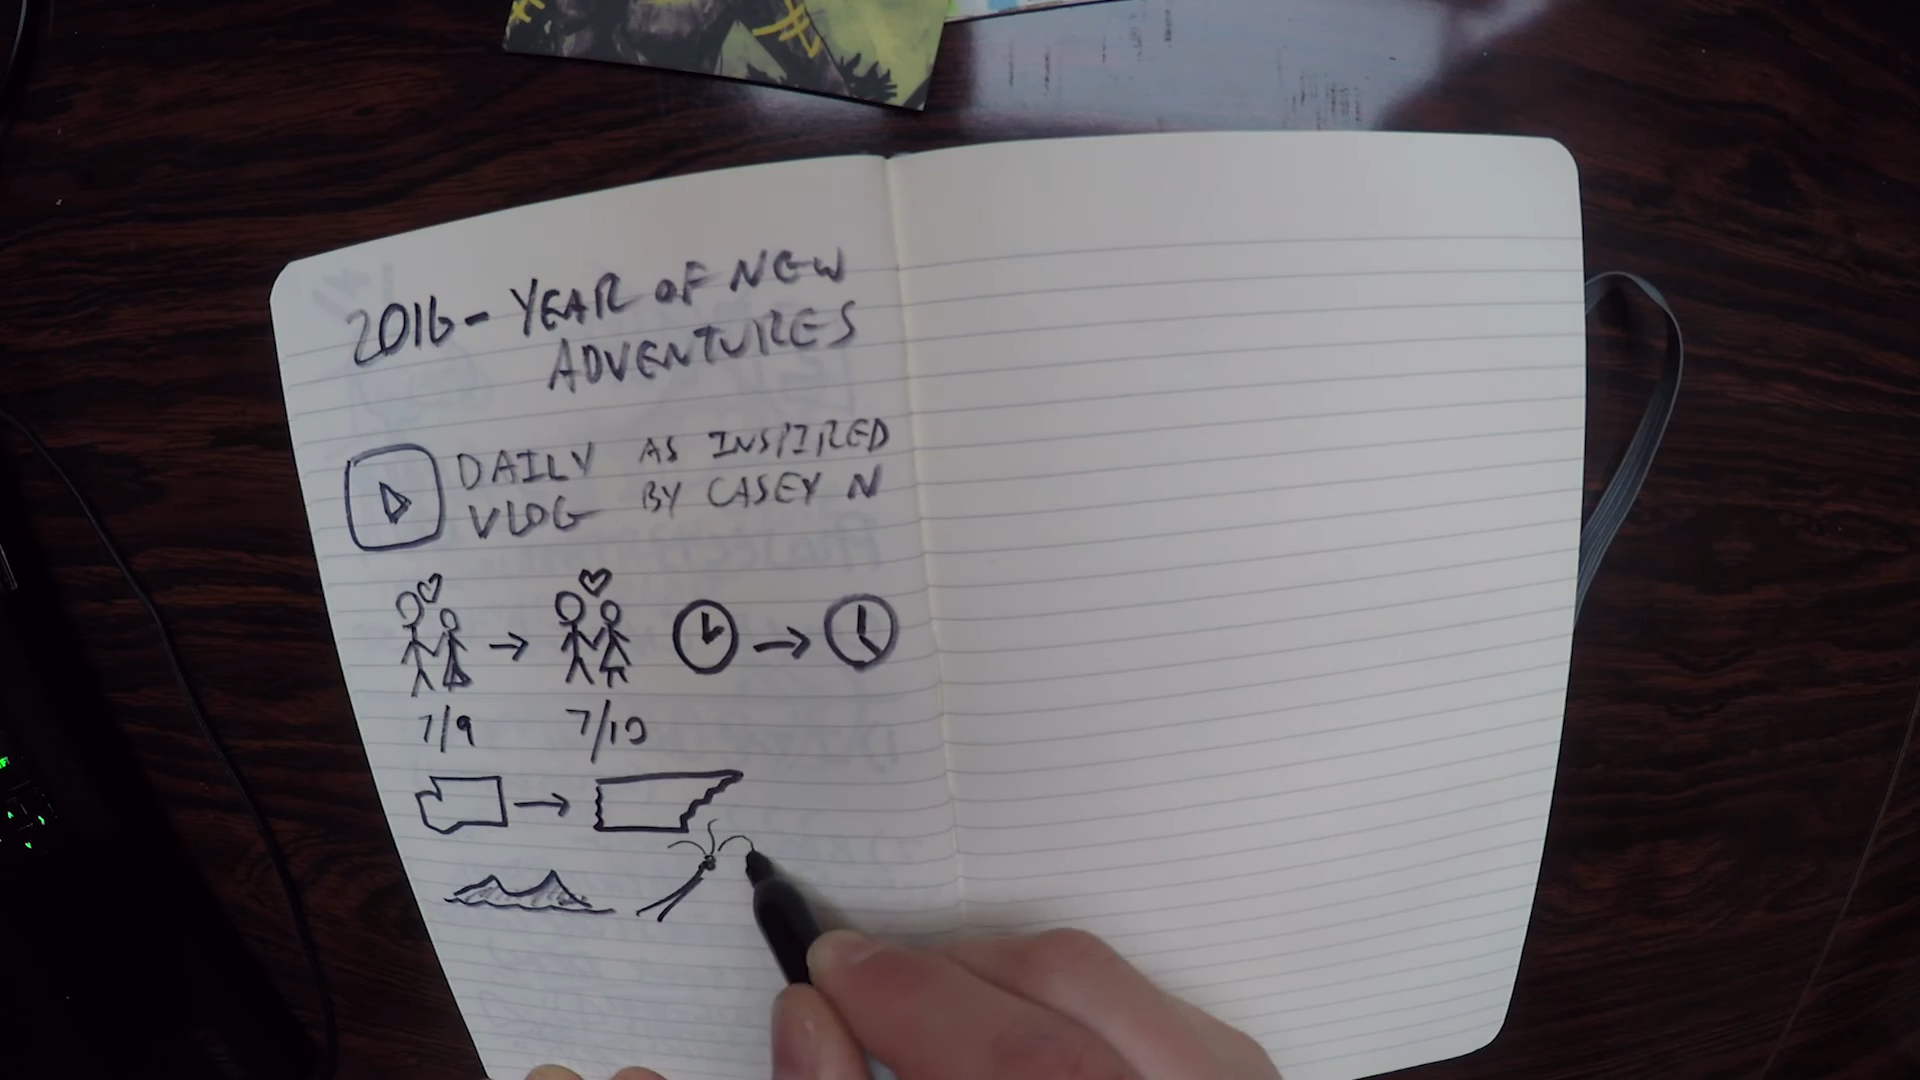 2016 - YEAR OF NEW
ADVENTURES
DAILY AS INSPIRED
VLOG BY CASEY N
7/9 7/10